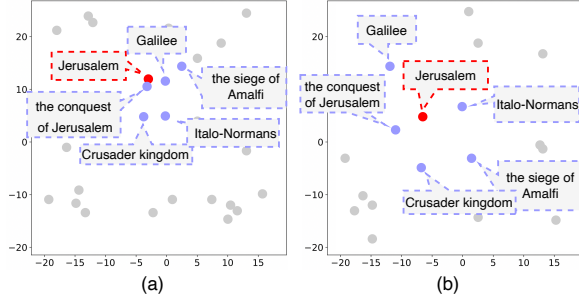 20
10
0
−10
−20
−20
−15
−10
−5
0
5
10
15
Galilee
Jerusalem
the conquest
of Jerusalem
the siege of
Amalfi
Italo-Normans
Crusader kingdom
(a)
20
10
0
−10
−20
−20
−15
−10
−5
0
5
10
15
Galilee
Jerusalem
the conquest
of Jerusalem
Italo-Normans
the siege of
Amalfi
Crusader kingdom
(b)